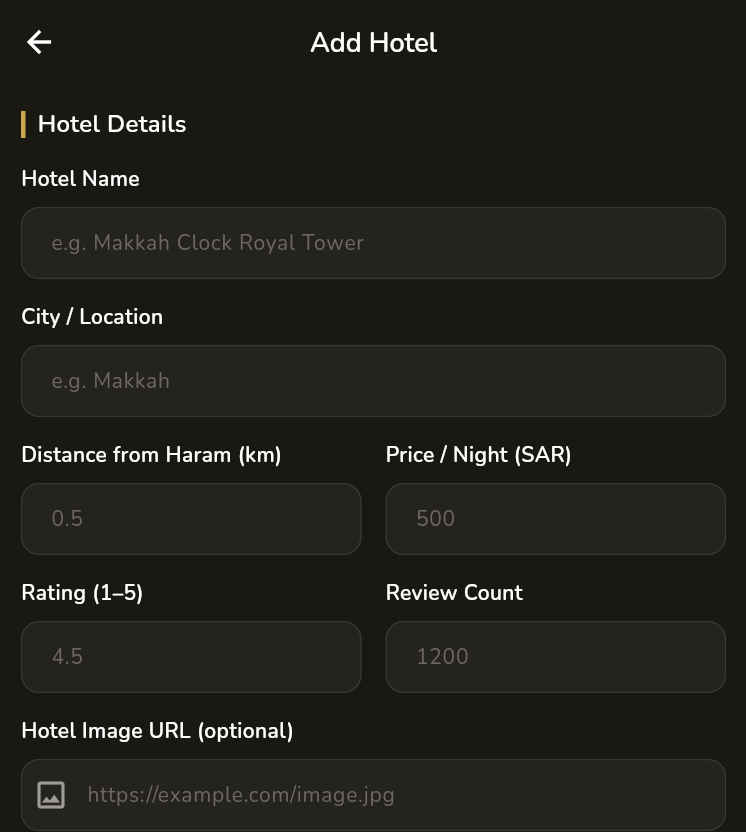 Add Hotel
Hotel Details
Hotel Name
e.g. Makkah Clock Royal Tower
City / Location
e.g. Makkah
Distance from Haram (km)
Price / Night (SAR)
0.5
500
Rating (1–5)
Review Count
4.5
1200
Hotel Image URL (optional)
https://example.com/image.jpg